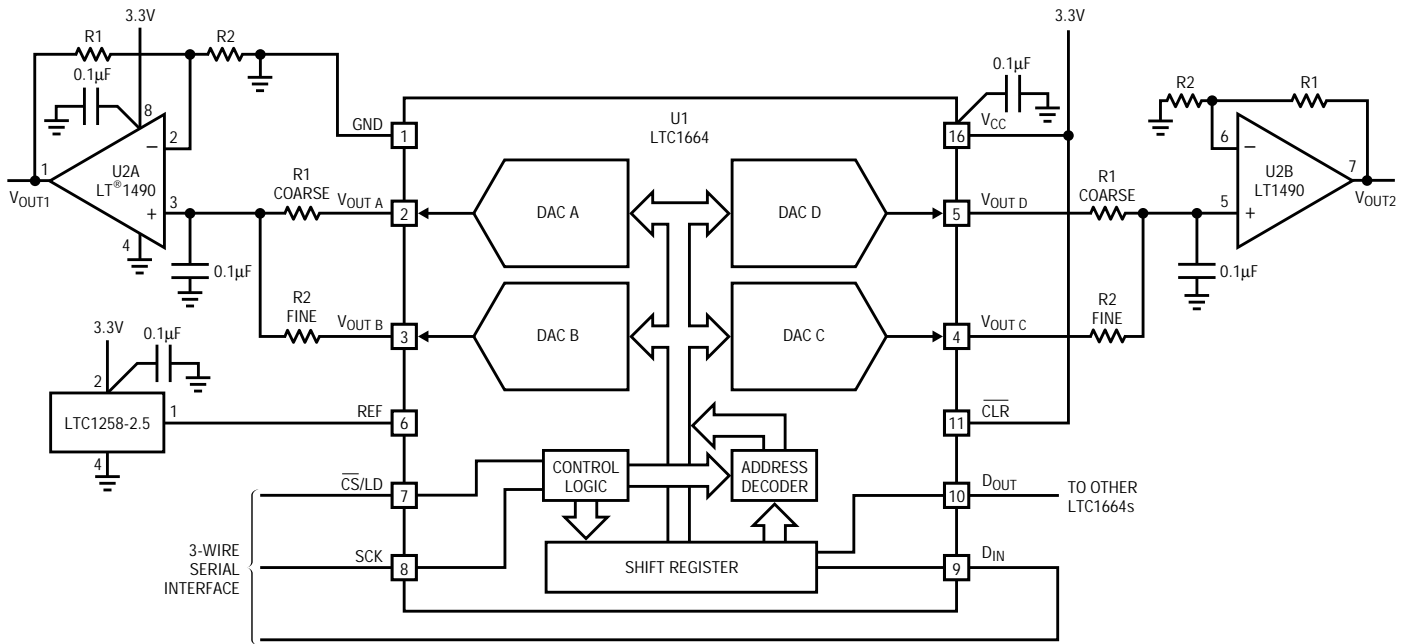 3.3V
R1
R2
0.1µF
8
2
−
1
U2A
LT®1490
VOUT1
3
+
4
0.1µF
R1
COARSE
R2
FINE
3.3V
0.1µF
2
1
LTC1258-2.5
4
GND
1
VOUT A
2
VOUT B
3
REF
6
CS/LD
7
SCK
8
3-WIRE
SERIAL
INTERFACE
U1
LTC1664
DAC A
DAC D
DAC B
DAC C
CONTROL
LOGIC
ADDRESS
DECODER
SHIFT REGISTER
3.3V
0.1µF
16
VCC
5
VOUT D
4
VOUT C
11
CLR
10
DOUT
TO OTHER
LTC1664s
9
DIN
R1
COARSE
R2
FINE
0.1µF
R2
R1
6
−
U2B
LT1490
7
VOUT2
5
+